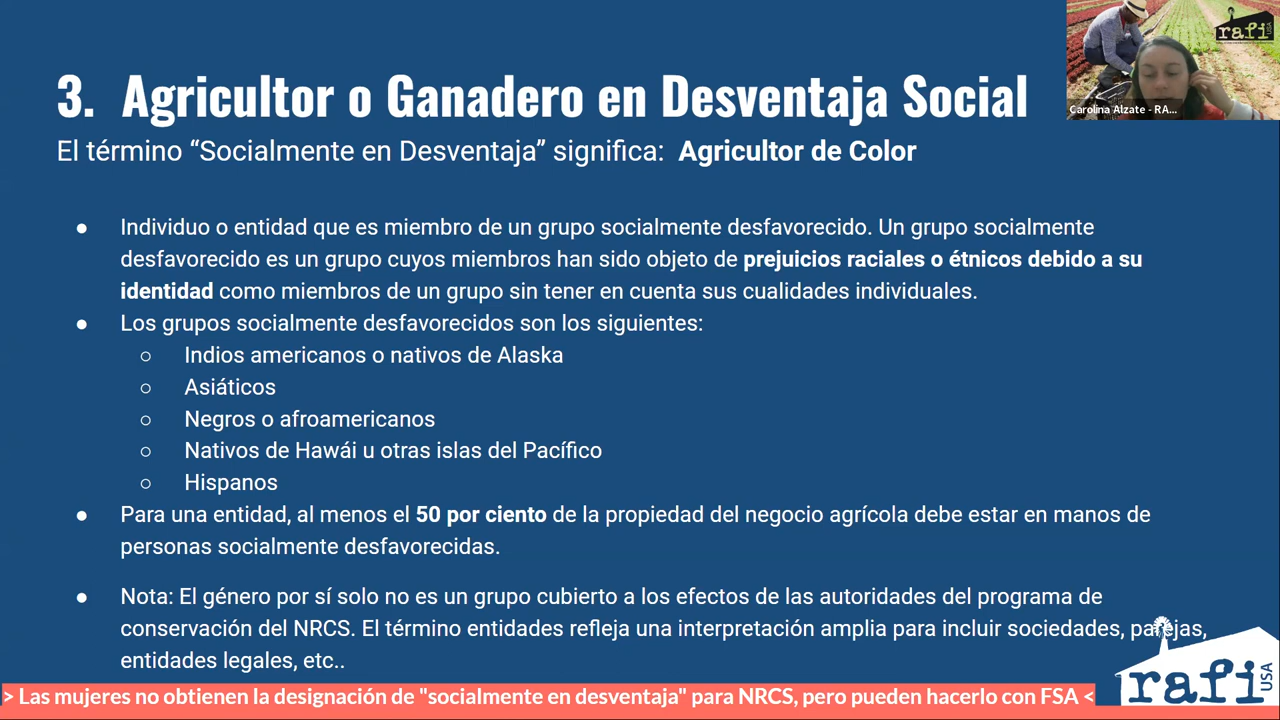 3. Agricultor o Ganadero en Desventaja Social
El término “Socialmente en Desventaja” significa: Agricultor de Color
● Individuo o entidad que es miembro de un grupo socialmente desfavorecido. Un grupo socialmente
desfavorecido es un grupo cuyos miembros han sido objeto de prejuicios raciales o étnicos debido a su
identidad como miembros de un grupo sin tener en cuenta sus cualidades individuales.
● Los grupos socialmente desfavorecidos son los siguientes:
○ Indios americanos o nativos de Alaska
○ Asiáticos
○ Negros o afroamericanos
○ Nativos de Hawái u otras islas del Pacífico
○ Hispanos
● Para una entidad, al menos el 50 por ciento de la propiedad del negocio agrícola debe estar en manos de
personas socialmente desfavorecidas.
● Nota: El género por sí solo no es un grupo cubierto a los efectos de las autoridades del programa de
conservación del NRCS. El término entidades refleja una interpretación amplia para incluir sociedades, parejas,
entidades legales, etc..
> Las mujeres no obtienen la designación de "socialmente en desventaja" para NRCS, pero pueden hacerlo con FSA <
rafi USA
rafi USA
Carolina Alzate - RA...